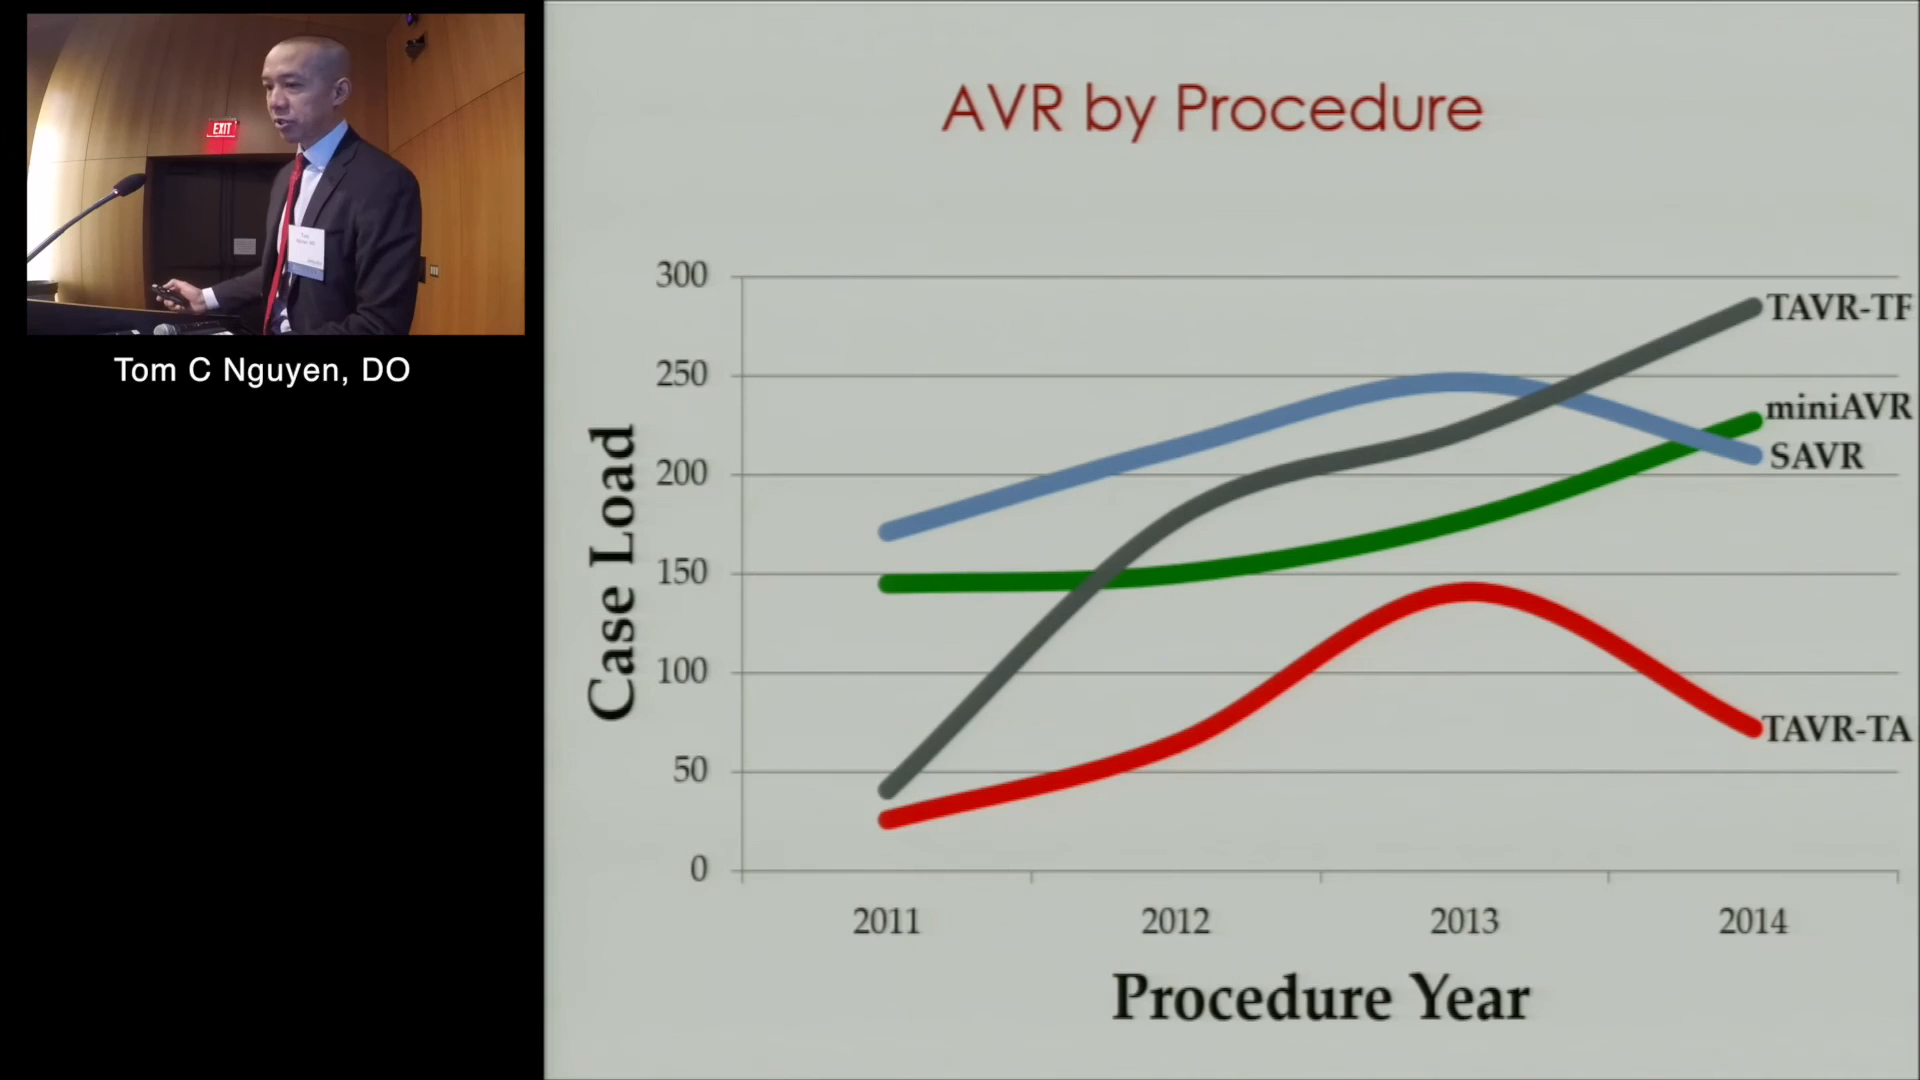 EXIT
Tom C Nguyen, DO
AVR by Procedure
Case Load
300
250
200
150
100
50
0
TAVR-TF
miniAVR
SAVR
TAVR-TA
2011
2012
2013
2014
Procedure Year